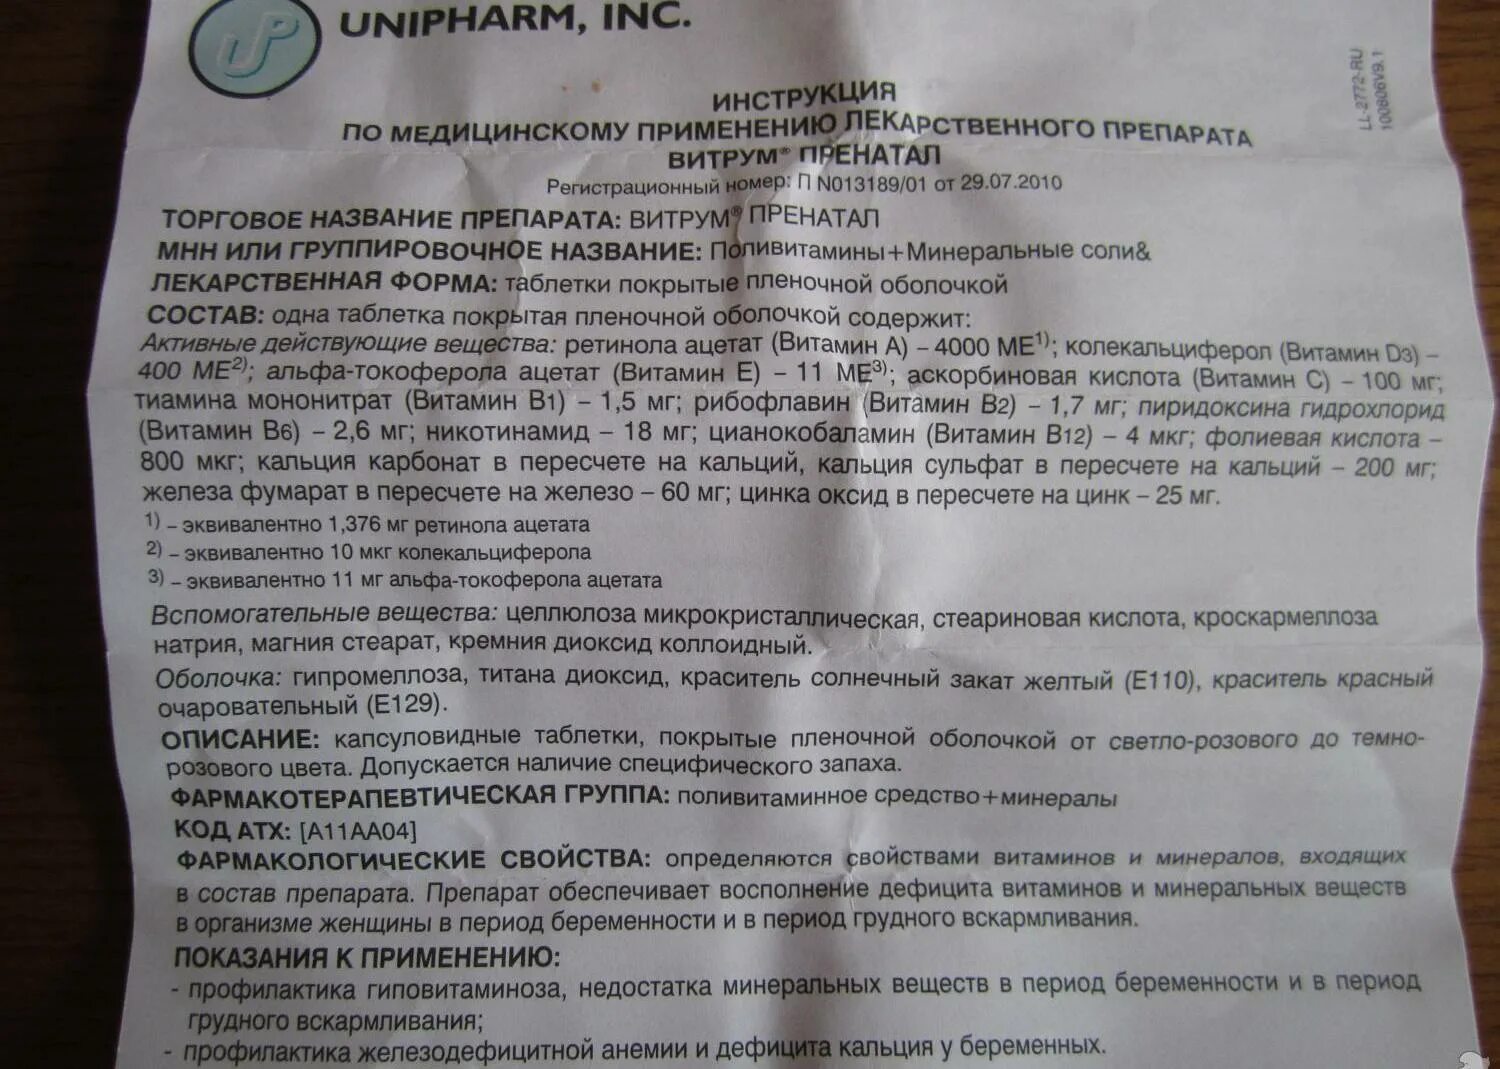 UP
UNIPHARM, INC.
LL-2772-RU
100606V9.1
ИНСТРУКЦИЯ
ПО МЕДИЦИНСКОМУ ПРИМЕНЕНИЮ ЛЕКАРСТВЕННОГО ПРЕПАРАТА
ВИТРУМ® ПРЕНАТАЛ
Регистрационный номер: П N013189/01 от 29.07.2010
ТОРГОВОЕ НАЗВАНИЕ ПРЕПАРАТА: ВИТРУМ® ПРЕНАТАЛ
МНН ИЛИ ГРУППИРОВОЧНОЕ НАЗВАНИЕ: Поливитамины+Минеральные соли&
ЛЕКАРСТВЕННАЯ ФОРМА: таблетки покрытые пленочной оболочкой
СОСТАВ: одна таблетка покрытая пленочной оболочкой содержит:
Активные действующие вещества: ретинола ацетат (Витамин А) – 4000 МЕ1); колекальциферол (Витамин D3) –
400 МЕ2); альфа-токоферола ацетат (Витамин Е) – 11 МЕ3); аскорбиновая кислота (Витамин С) – 100 мг;
тиамина мононитрат (Витамин В1) – 1,5 мг; рибофлавин (Витамин В2) – 1,7 мг; пиридоксина гидрохлорид
(Витамин В6) – 2,6 мг; никотинамид – 18 мг; цианокобаламин (Витамин В12) – 4 мкг; фолиевая кислота –
800 мкг; кальция карбонат в пересчете на кальций, кальция сульфат в пересчете на кальций – 200 мг;
железа фумарат в пересчете на железо – 60 мг; цинка оксид в пересчете на цинк – 25 мг.
1) – эквивалентно 1,376 мг ретинола ацетата
2) – эквивалентно 10 мкг колекальциферола
3) – эквивалентно 11 мг альфа-токоферола ацетата
Вспомогательные вещества: целлюлоза микрокристаллическая, стеариновая кислота, кроскармеллоза
натрия, магния стеарат, кремния диоксид коллоидный.
Оболочка: гипромеллоза, титана диоксид, краситель солнечный закат желтый (Е110), краситель красный
очаровательный (Е129).
ОПИСАНИЕ: капсуловидные таблетки, покрытые пленочной оболочкой от светло-розового до темно-
розового цвета. Допускается наличие специфического запаха.
ФАРМАКОТЕРАПЕВТИЧЕСКАЯ ГРУППА: поливитаминное средство+минералы
КОД АТХ: [A11AA04]
ФАРМАКОЛОГИЧЕСКИЕ СВОЙСТВА: определяются свойствами витаминов и минералов, входящих
в состав препарата. Препарат обеспечивает восполнение дефицита витаминов и минеральных веществ
в организме женщины в период беременности и в период грудного вскармливания.
ПОКАЗАНИЯ К ПРИМЕНЕНИЮ:
- профилактика гиповитаминоза, недостатка минеральных веществ в период беременности и в период
грудного вскармливания;
- профилактика железодефицитной анемии и дефицита кальция у беременных.